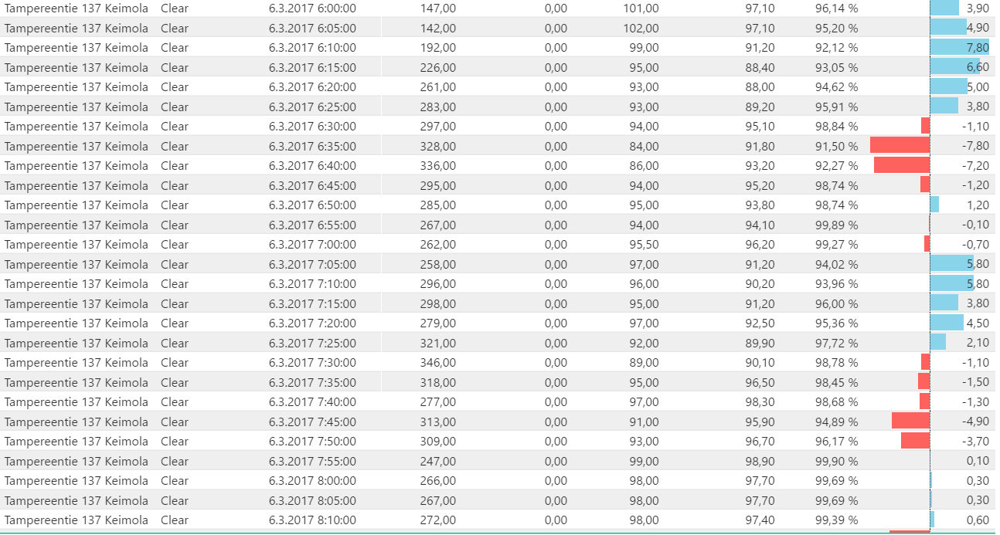 Tampereentie 137 Keimola Clear 6.3.2017 6:00:00 147,00 0,00 101,00 97,10 96,14 % 3,90
Tampereentie 137 Keimola Clear 6.3.2017 6:05:00 142,00 0,00 102,00 97,10 95,20 % 4,90
Tampereentie 137 Keimola Clear 6.3.2017 6:10:00 192,00 0,00 99,00 91,20 92,12 % 7,80
Tampereentie 137 Keimola Clear 6.3.2017 6:15:00 226,00 0,00 95,00 88,40 93,05 % 6,60
Tampereentie 137 Keimola Clear 6.3.2017 6:20:00 261,00 0,00 93,00 88,00 94,62 % 5,00
Tampereentie 137 Keimola Clear 6.3.2017 6:25:00 283,00 0,00 93,00 89,20 95,91 % 3,80
Tampereentie 137 Keimola Clear 6.3.2017 6:30:00 297,00 0,00 94,00 95,10 98,84 % -1,10
Tampereentie 137 Keimola Clear 6.3.2017 6:35:00 328,00 0,00 84,00 91,80 91,50 % -7,80
Tampereentie 137 Keimola Clear 6.3.2017 6:40:00 336,00 0,00 86,00 93,20 92,27 % -7,20
Tampereentie 137 Keimola Clear 6.3.2017 6:45:00 295,00 0,00 94,00 95,20 98,74 % -1,20
Tampereentie 137 Keimola Clear 6.3.2017 6:50:00 285,00 0,00 95,00 93,80 98,74 % 1,20
Tampereentie 137 Keimola Clear 6.3.2017 6:55:00 267,00 0,00 94,00 94,10 99,89 % -0,10
Tampereentie 137 Keimola Clear 6.3.2017 7:00:00 262,00 0,00 95,50 96,20 99,27 % -0,70
Tampereentie 137 Keimola Clear 6.3.2017 7:05:00 258,00 0,00 97,00 91,20 94,02 % 5,80
Tampereentie 137 Keimola Clear 6.3.2017 7:10:00 296,00 0,00 96,00 90,20 93,96 % 5,80
Tampereentie 137 Keimola Clear 6.3.2017 7:15:00 298,00 0,00 95,00 91,20 96,00 % 3,80
Tampereentie 137 Keimola Clear 6.3.2017 7:20:00 279,00 0,00 97,00 92,50 95,36 % 4,50
Tampereentie 137 Keimola Clear 6.3.2017 7:25:00 321,00 0,00 92,00 89,90 97,72 % 2,10
Tampereentie 137 Keimola Clear 6.3.2017 7:30:00 346,00 0,00 89,00 90,10 98,78 % -1,10
Tampereentie 137 Keimola Clear 6.3.2017 7:35:00 318,00 0,00 95,00 96,50 98,45 % -1,50
Tampereentie 137 Keimola Clear 6.3.2017 7:40:00 277,00 0,00 97,00 98,30 98,68 % -1,30
Tampereentie 137 Keimola Clear 6.3.2017 7:45:00 313,00 0,00 91,00 95,90 94,89 % -4,90
Tampereentie 137 Keimola Clear 6.3.2017 7:50:00 309,00 0,00 93,00 96,70 96,17 % -3,70
Tampereentie 137 Keimola Clear 6.3.2017 7:55:00 247,00 0,00 99,00 98,90 99,90 % 0,10
Tampereentie 137 Keimola Clear 6.3.2017 8:00:00 266,00 0,00 98,00 97,70 99,69 % 0,30
Tampereentie 137 Keimola Clear 6.3.2017 8:05:00 267,00 0,00 98,00 97,70 99,69 % 0,30
Tampereentie 137 Keimola Clear 6.3.2017 8:10:00 272,00 0,00 98,00 97,40 99,39 % 0,60